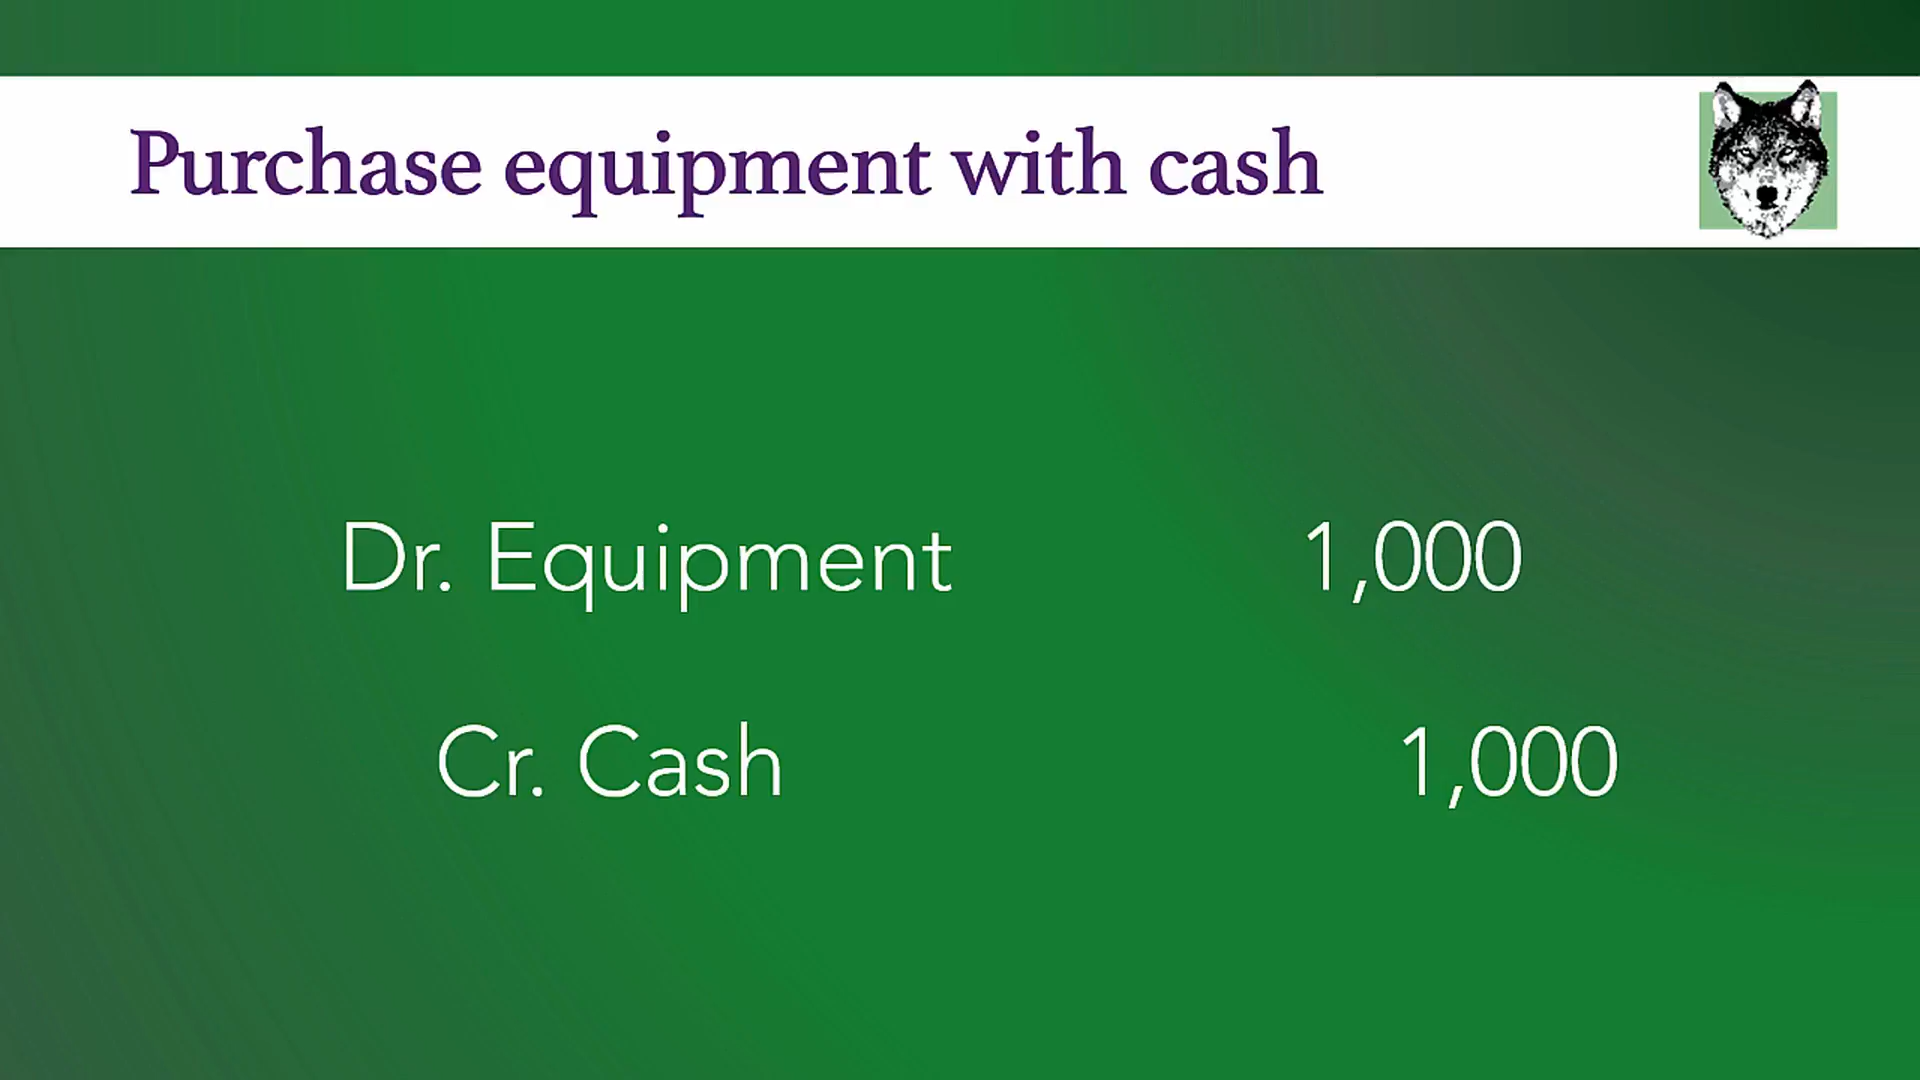 Purchase equipment with cash
Dr. Equipment 1,000
Cr. Cash 1,000